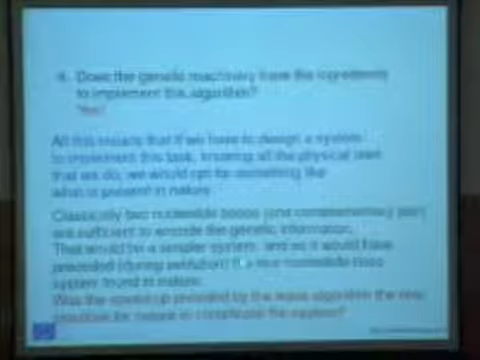 4. Does the genetic machinery have the ingredients
to implement the algorithm?
Yes!
All this means that if we have to design a system
to implement this task, knowing all the physical laws
that we do, we would opt for something like
what is present in nature.
Classically two nucleotide bases (one complementary pair)
are sufficient to encode the genetic information.
That would be a simpler system, and so it would have
preceded (during evolution) the four nucleotide base
system found in nature.
Was the speed-up provided by the wave algorithm the real
incentive for nature to complicate the system?